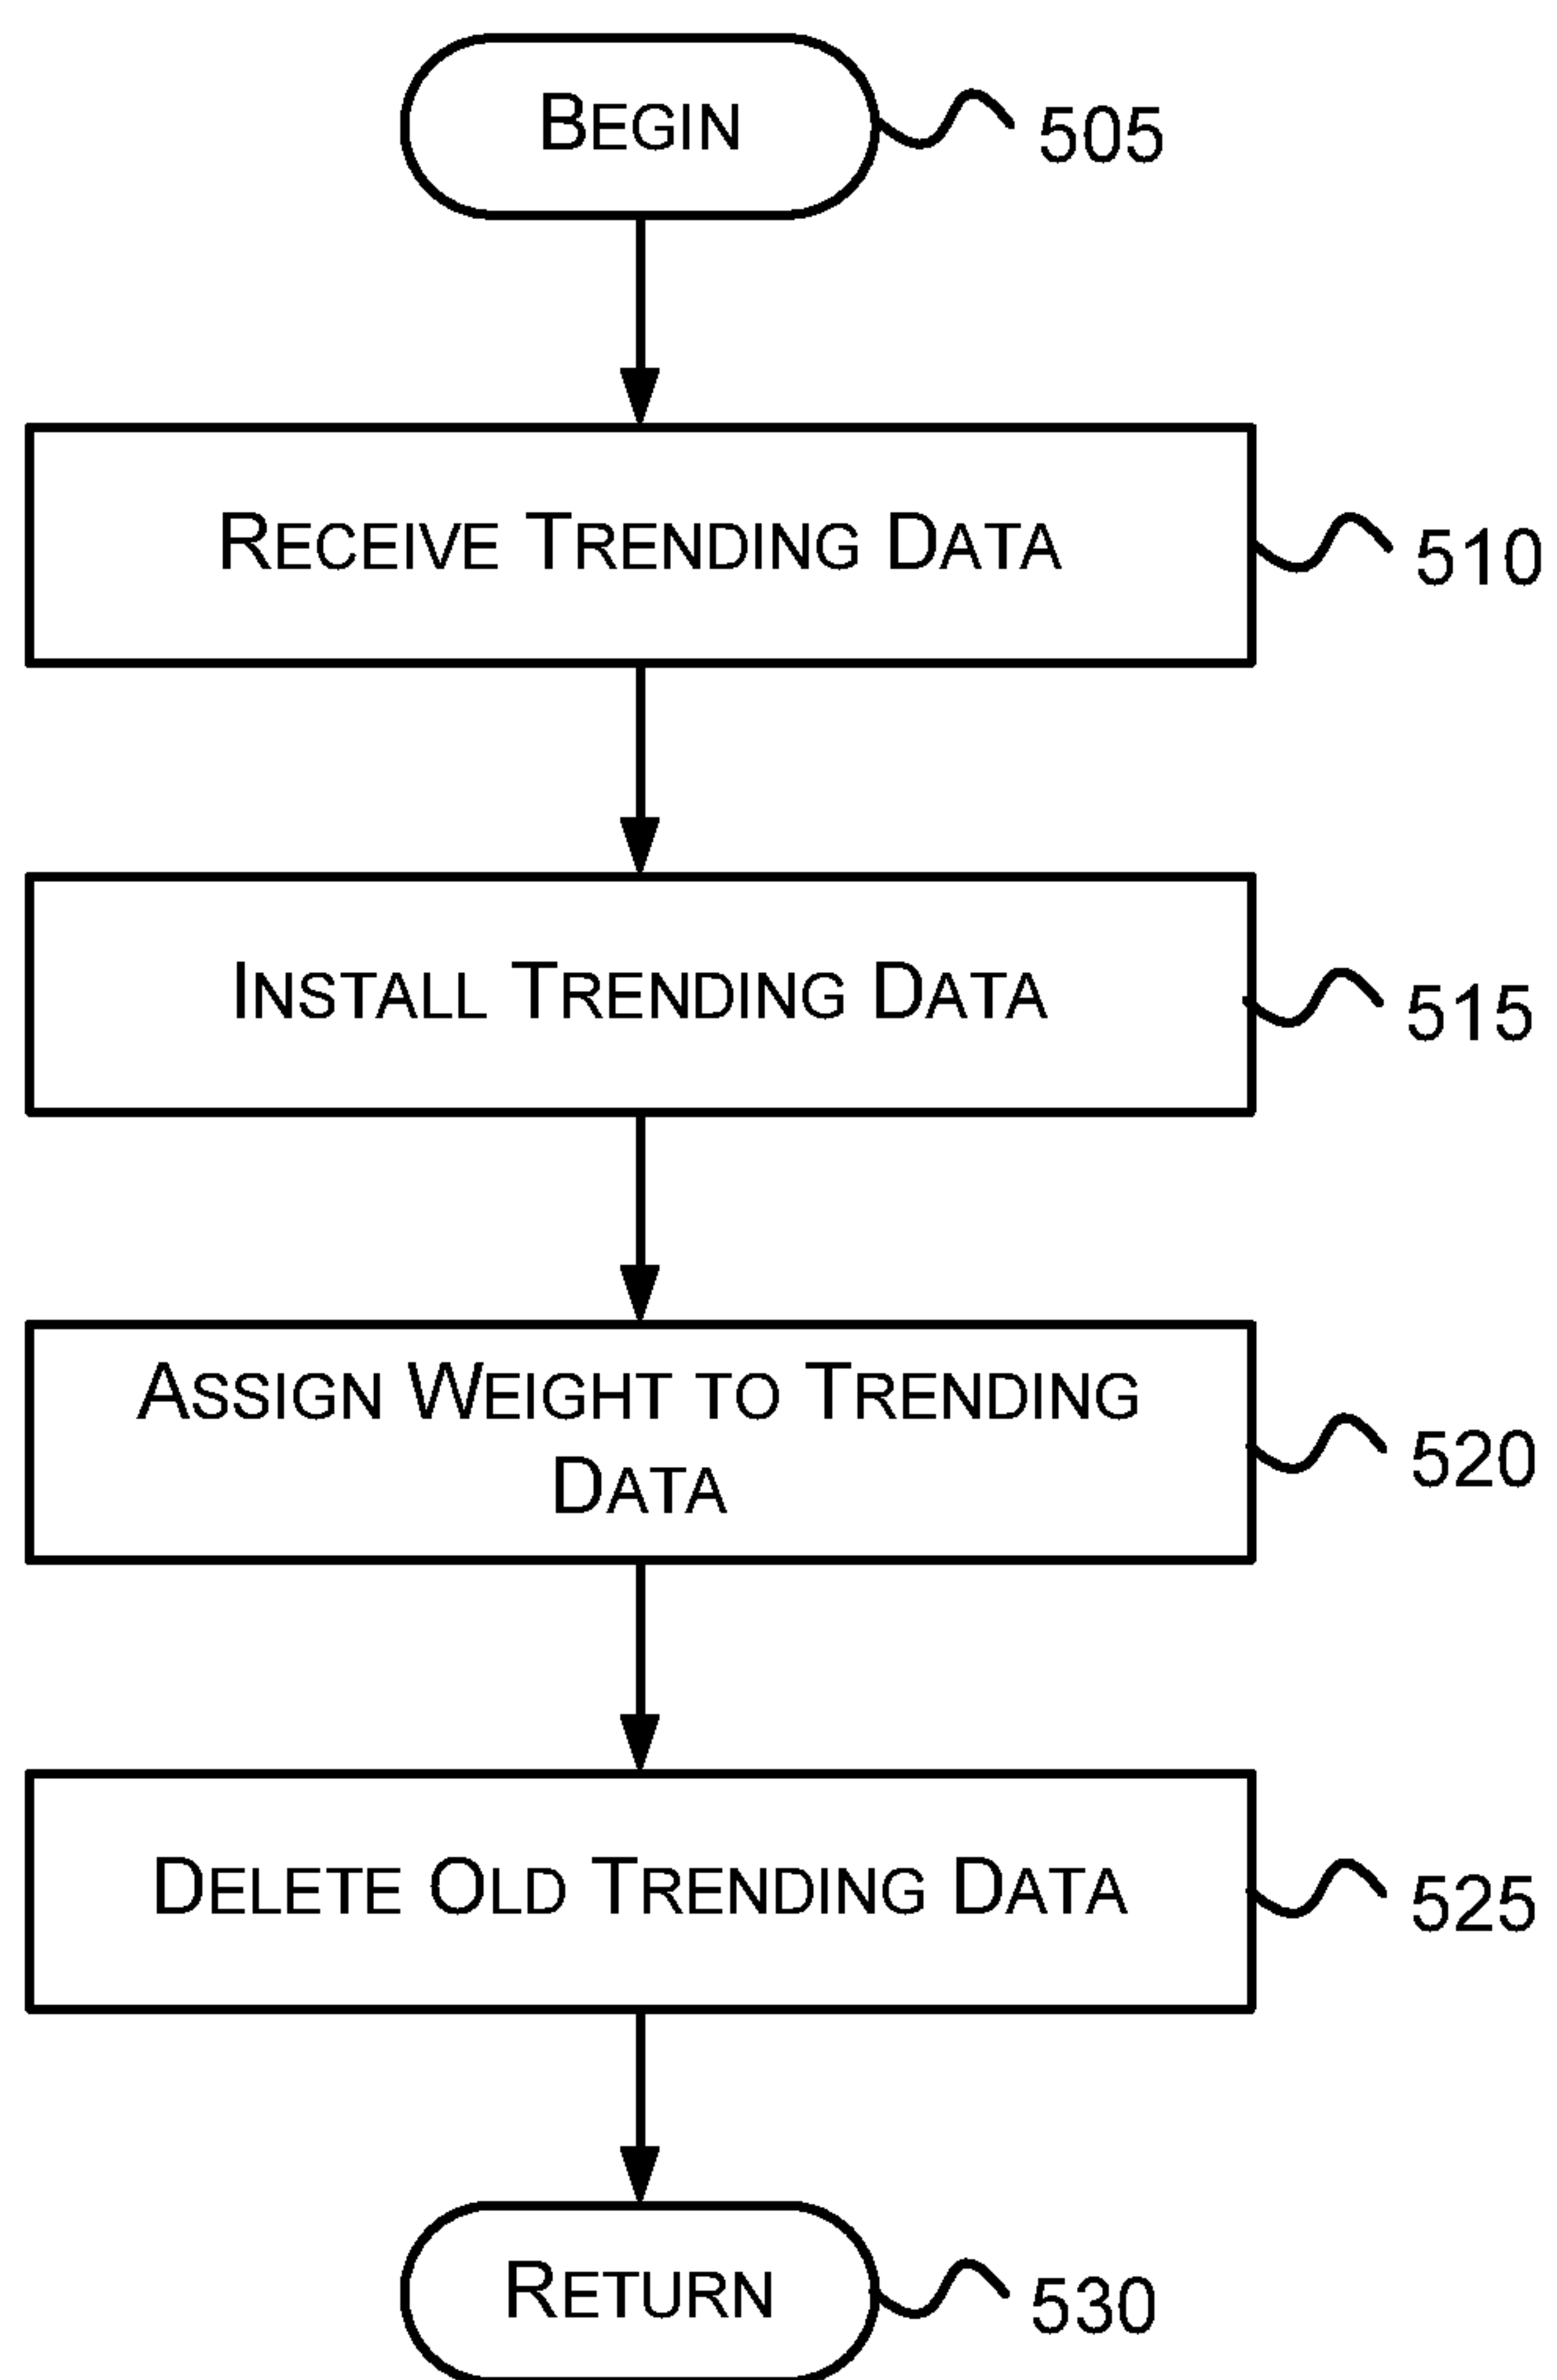 BEGIN
505
RECEIVE TRENDING DATA
510
INSTALL TRENDING DATA
515
ASSIGN WEIGHT TO TRENDING
DATA
520
DELETE OLD TRENDING DATA
525
RETURN
530